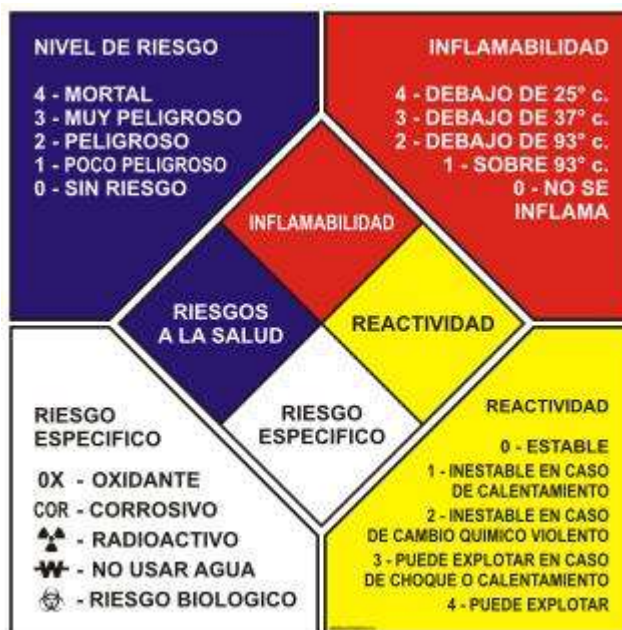 NIVEL DE RIESGO
4 - MORTAL
3 - MUY PELIGROSO
2 - PELIGROSO
1 - POCO PELIGROSO
0 - SIN RIESGO
INFLAMABILIDAD
4 - DEBAJO DE 25° c.
3 - DEBAJO DE 37° c.
2 - DEBAJO DE 93° c.
1 - SOBRE 93° c.
0 - NO SE
INFLAMA
INFLAMABILIDAD
RIESGOS
A LA SALUD
REACTIVIDAD
RIESGO
ESPECIFICO
RIESGO
ESPECIFICO
0X - OXIDANTE
COR - CORROSIVO
- RADIOACTIVO
W - NO USAR AGUA
- RIESGO BIOLOGICO
REACTIVIDAD
0 - ESTABLE
1 - INESTABLE EN CASO
DE CALENTAMIENTO
2 - INESTABLE EN CASO
DE CAMBIO QUIMICO VIOLENTO
3 - PUEDE EXPLOTAR EN CASO
DE CHOQUE O CALENTAMIENTO
4 - PUEDE EXPLOTAR